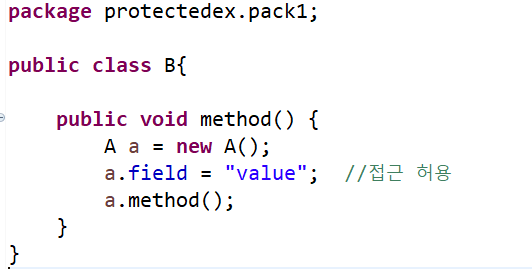 package protectedex.pack1;
public class B{
public void method() {
A a = new A();
a.field = "value";  //접근 허용
a.method();
}
}